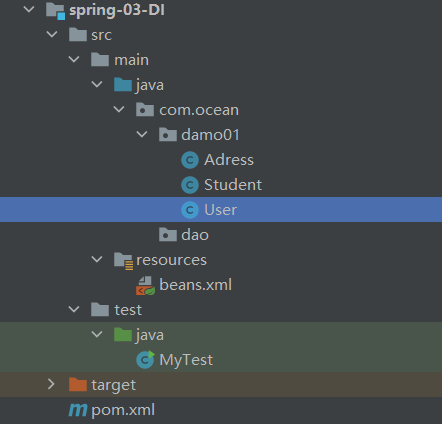 spring-03-DI
src
main
java
com.ocean
damo01
Adress
Student
User
dao
resources
beans.xml
test
java
MyTest
target
pom.xml